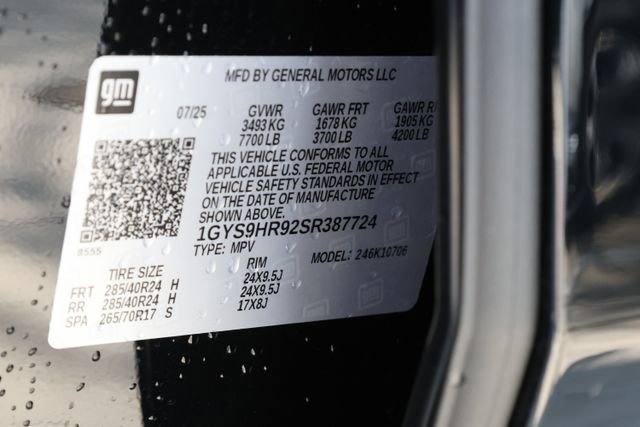 gm
MFD BY GENERAL MOTORS LLC
07/25 GVWR GAWR FRT GAWR R
3493 KG 1678 KG 1905 KG
7700 LB 3700 LB 4200 LB
THIS VEHICLE CONFORMS TO ALL
APPLICABLE U.S. FEDERAL MOTOR
VEHICLE SAFETY STANDARDS IN EFFECT
ON THE DATE OF MANUFACTURE
SHOWN ABOVE.
8555
1GYS9HR92SR387724
TYPE: MPV MODEL: 246K10706
TIRE SIZE RIM
FRT 285/40R24 H 24X9.5J
RR 285/40R24 H 24X9.5J
SPA 265/70R17 S 17X8J